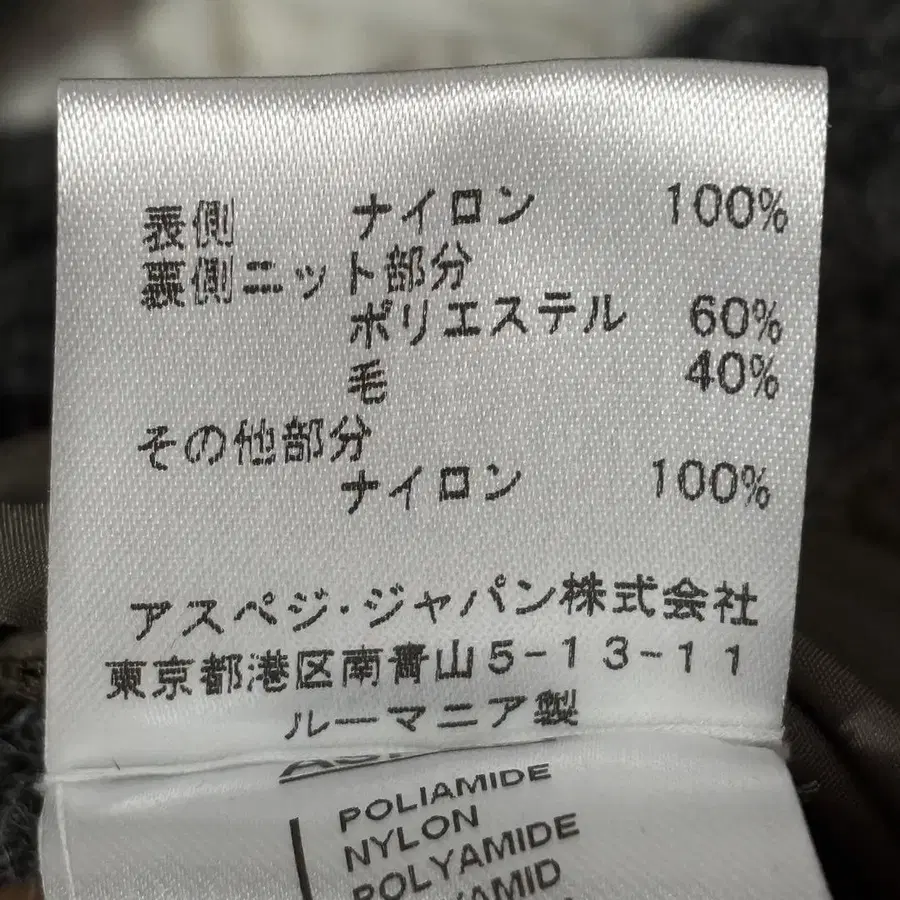 表側 ナイロン 100%
裏側ニット部分
ポリエステル 60%
毛 40%
その他部分
ナイロン 100%
アスペジ・ジャパン株式会社
東京都港区南青山5-13-11
ルーマニア製
POLIAMIDE
NYLON
POLYAMIDE